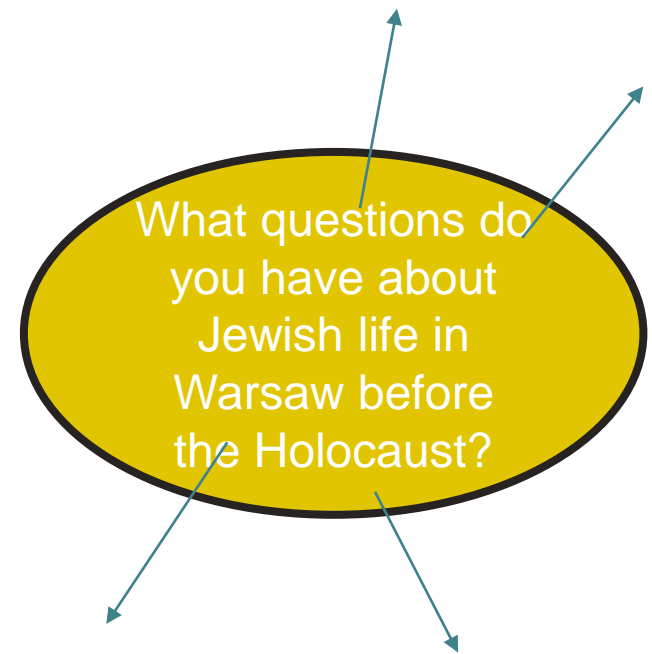 What questions do
you have about
Jewish life in
Warsaw before
the Holocaust?